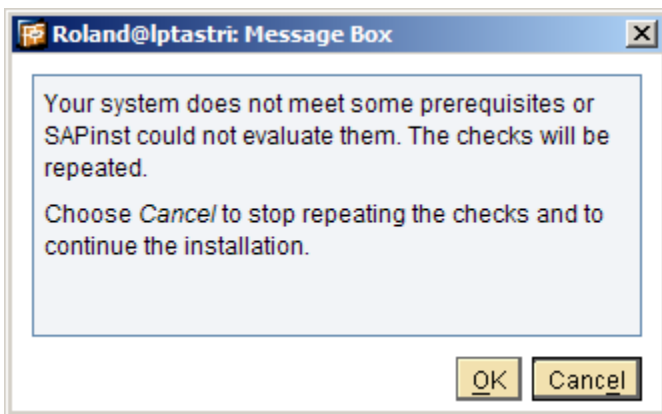 Roland@lptastri: Message Box
Your system does not meet some prerequisites or
SAPinst could not evaluate them. The checks will be
repeated.
Choose Cancel to stop repeating the checks and to
continue the installation.
OK
Cancel